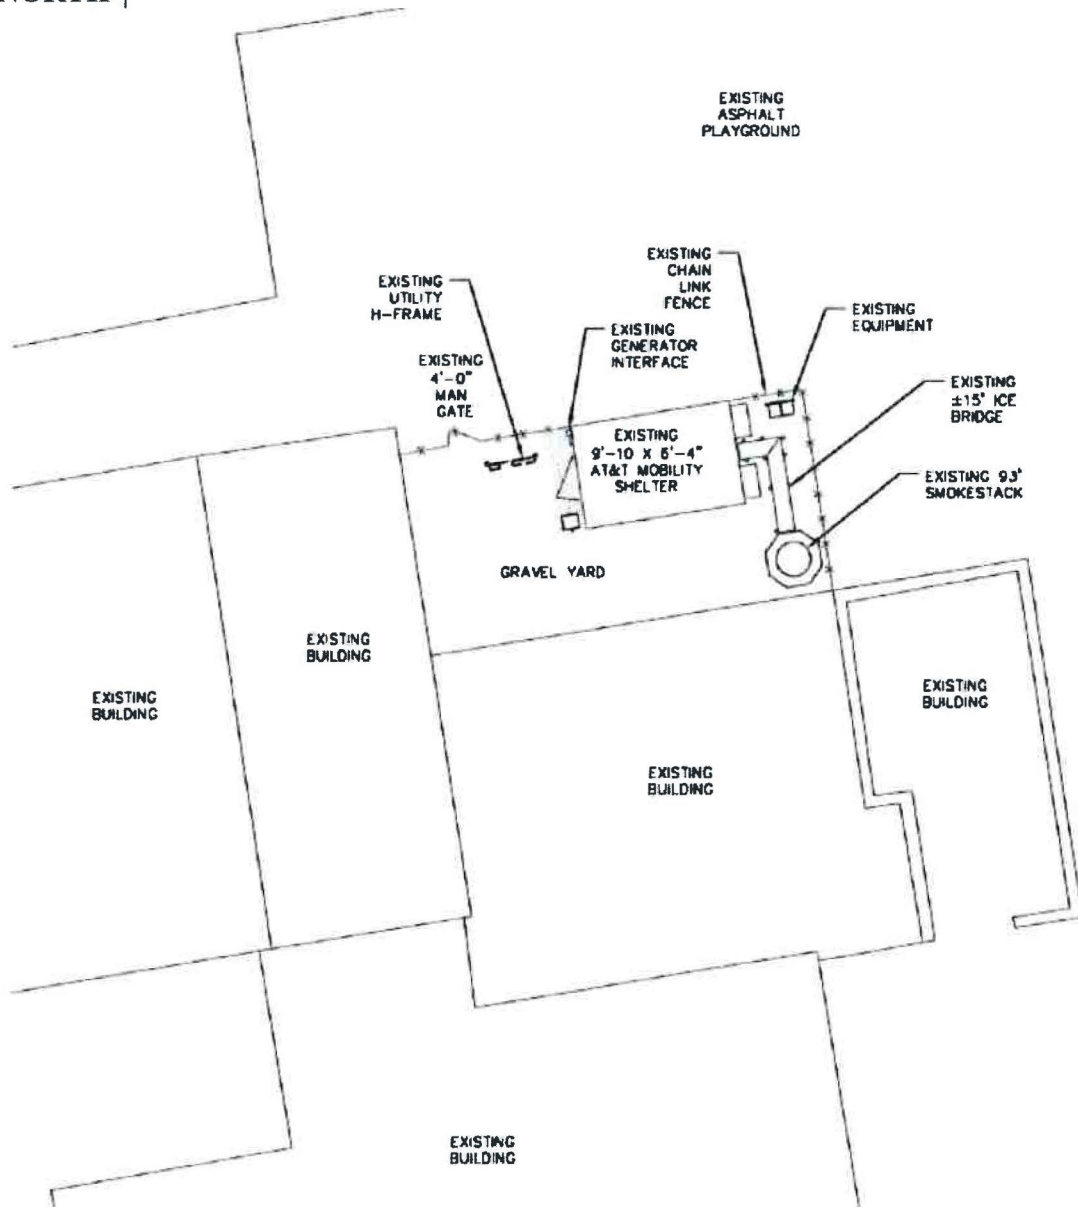 EXISTING
ASPHALT
PLAYGROUND
EXISTING
CHAIN
LINK
FENCE
EXISTING
UTILITY
H-FRAME
EXISTING
EQUIPMENT
EXISTING
GENERATOR
INTERFACE
EXISTING
4'-0"
MAN
GATE
EXISTING
±15' ICE
BRIDGE
EXISTING
9'-10 X 6'-4"
AT&T MOBILITY
SHELTER
EXISTING 93'
SMOKESTACK
GRAVEL YARD
EXISTING
BUILDING
EXISTING
BUILDING
EXISTING
BUILDING
EXISTING
BUILDING
EXISTING
BUILDING